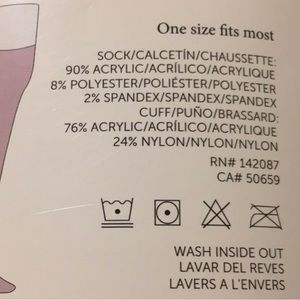 One size fits most
SOCK/CALCETÍN/CHAUSSETTE:
90% ACRYLIC/ACRÍLICO/ACRYLIQUE
8% POLYESTER/POLIÉSTER/POLYESTER
2% SPANDEX/SPANDEX/SPANDEX
CUFF/PUÑO/BRASSARD:
76% ACRYLIC/ACRÍLICO/ACRYLIQUE
24% NYLON/NYLON/NYLON
RN# 142087
CA# 50659
WASH INSIDE OUT
LAVAR DEL REVES
LAVERS A L'ENVERS